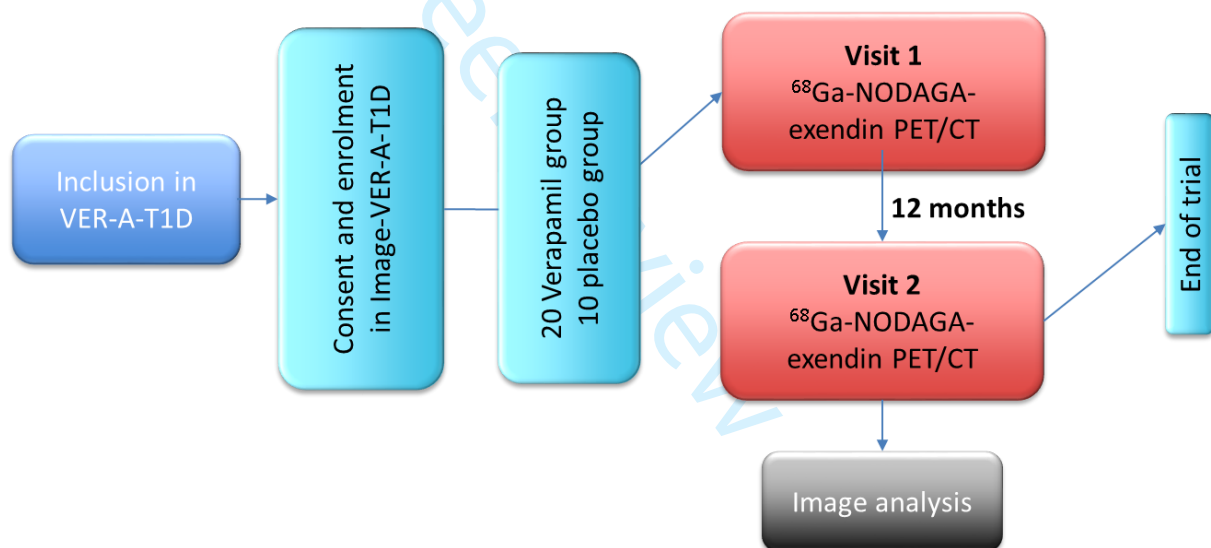 Inclusion in
VER-A-T1D
Consent and enrolment
in Image-VER-A-T1D
20 Verapamil group
10 placebo group
Visit 1
⁶⁸Ga-NODAGA-
exendin PET/CT
12 months
Visit 2
⁶⁸Ga-NODAGA-
exendin PET/CT
Image analysis
End of trial